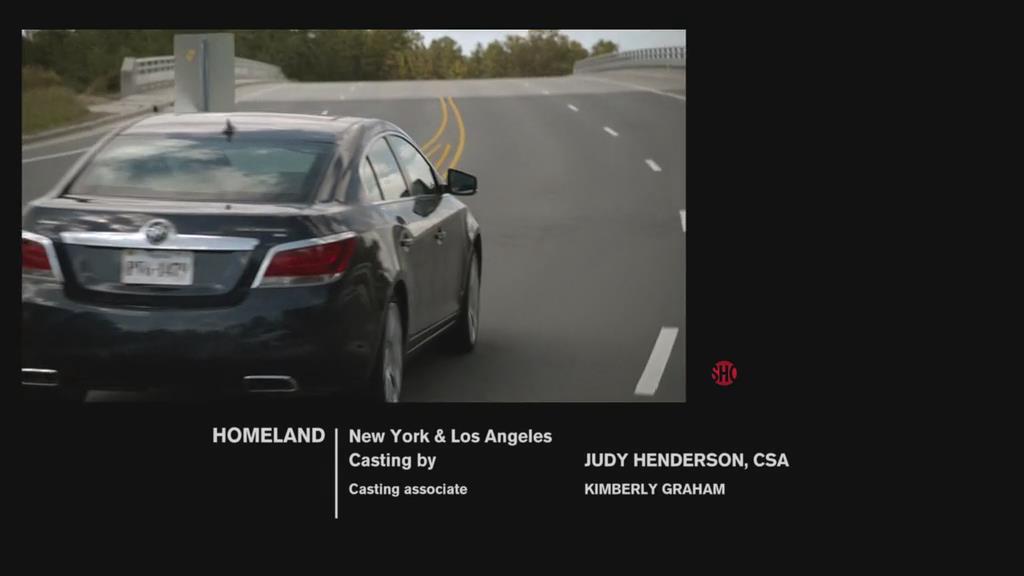 SHO
HOMELAND
New York & Los Angeles
Casting by JUDY HENDERSON, CSA
Casting associate KIMBERLY GRAHAM